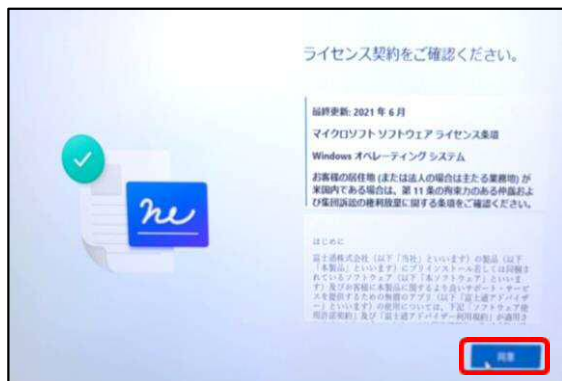 ライセンス契約をご確認ください。
最終更新: 2021 年 6 月
マイクロソフト ソフトウェア ライセンス条項
Windows オペレーティング システム
お客様の居住地 (または法人の場合は主たる業務地) が
米国内である場合は、第 11 条の拘束力のある仲裁およ
び集団訴訟の権利放棄に関する条項をご確認ください。
はじめに
富士通株式会社（以下「当社」といいます）の製品（以下
「本製品」といいます）にプリインストール若しくは同梱さ
れているソフトウェア（以下「本ソフトウェア」といいま
す）及びお客様に本製品に関するより良いサポート・サービ
スを提供するための無償のアプリ（以下「富士通アドバイザ
ー」といいます）の使用については、下記「ソフトウェア使
用許諾契約」及び「富士通アドバイザー利用規約」が適用さ
同意